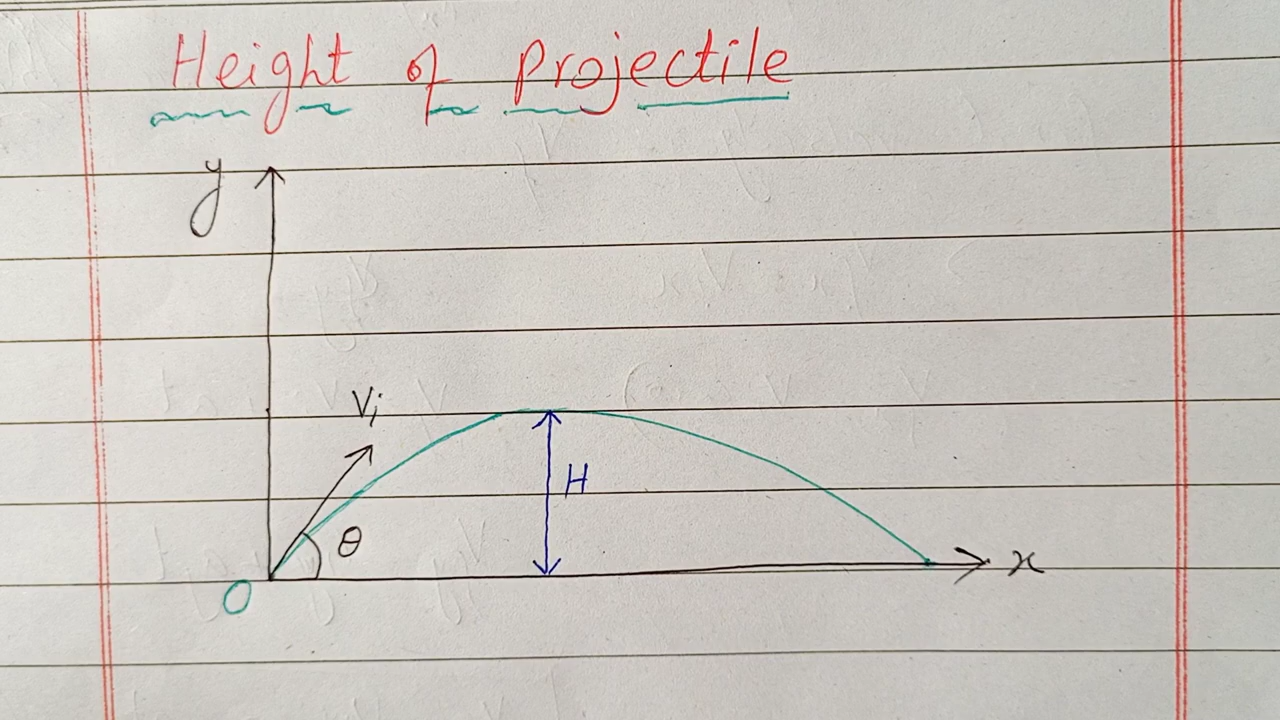 Height of Projectile
y
Vi
H
θ
x
O